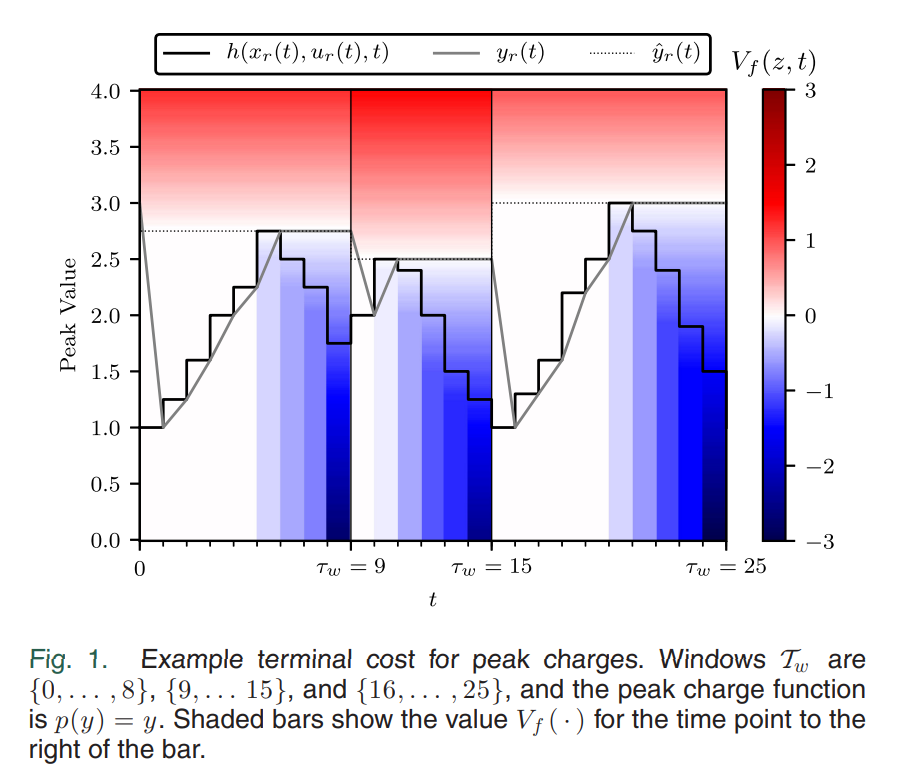 h(x_r(t), u_r(t), t) y_r(t) ŷ_r(t)
V_f(z, t)
4.0
3.5
3.0
2.5
2.0
1.5
1.0
0.5
0.0
Peak Value
0 τ_w = 9 τ_w = 15 τ_w = 25
t
3
2
1
0
−1
−2
−3
Fig. 1. Example terminal cost for peak charges. Windows 𝒯_w are
{0, . . . , 8}, {9, . . . 15}, and {16, . . . , 25}, and the peak charge function
is p(y) = y. Shaded bars show the value V_f(·) for the time point to the
right of the bar.